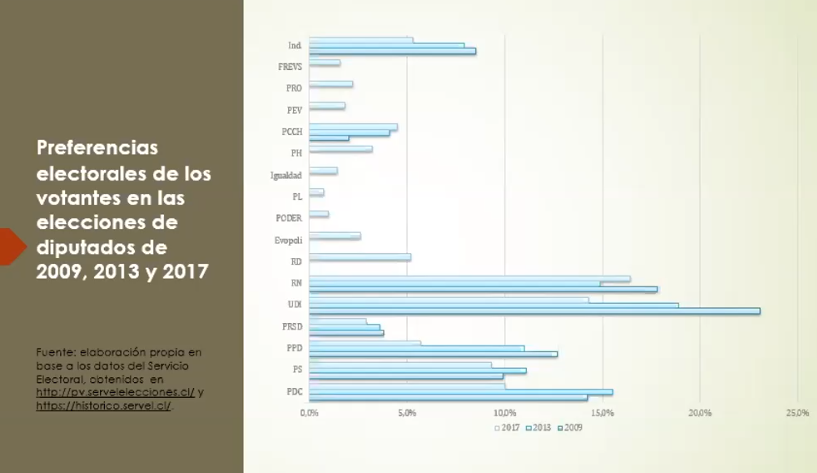 Preferencias
electorales de los
votantes en las
elecciones de
diputados de
2009, 2013 y 2017
Fuente: elaboración propia en
base a los datos del Servicio
Electoral, obtenidos en
http://pv.servelelecciones.cl/ y
https://historico.servel.cl/.
Ind.
FREVS
PRO
PEV
PCCH
PH
Igualdad
PL
PODER
Evopoli
RD
RN
UDI
PRSD
PPD
PS
PDC
0,0% 5,0% 10,0% 15,0% 20,0% 25,0%
2017 2013 2009